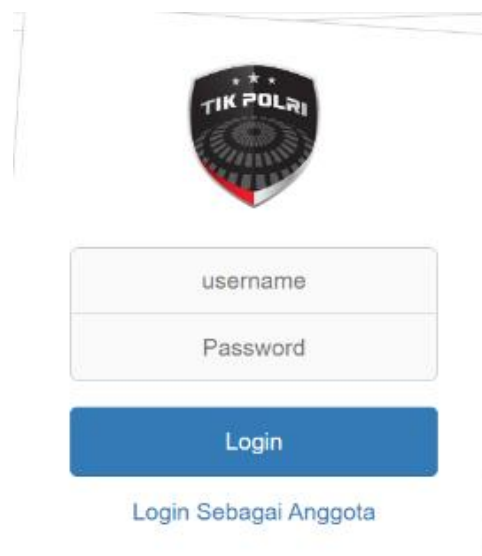 TIK POLRI
username
Password
Login
Login Sebagai Anggota